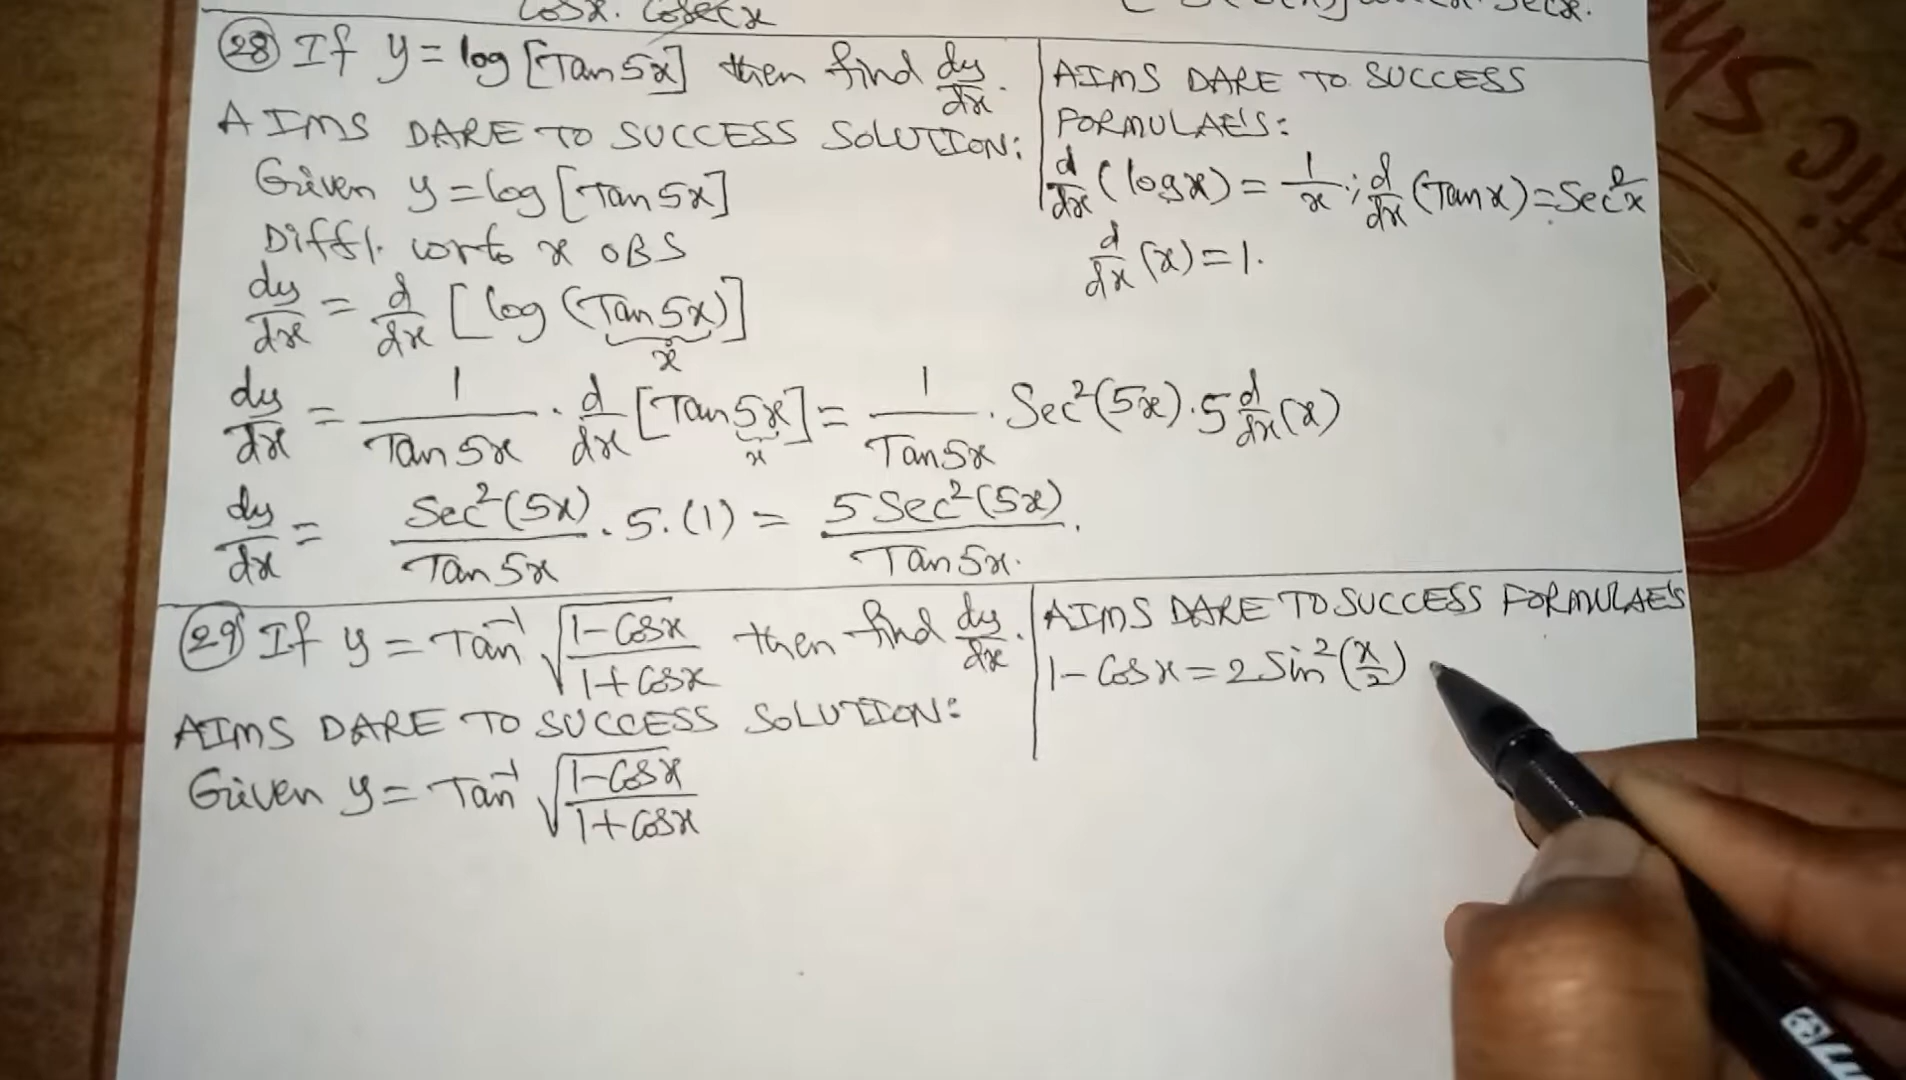 Cosx. Cosecx
secx.
28 If y = log [Tan 5x] then find dy/dx.
AIMS DARE TO SUCCESS SOLUTION:
Given y = log [Tan 5x]
Diff1. w.r.to x OBS
dy/dx = d/dx [log (Tan 5x)]
x
dy/dx = 1/Tan 5x · d/dx [Tan 5x] = 1/Tan 5x · Sec²(5x) · 5 d/dx (x)
x
dy/dx = Sec²(5x)/Tan 5x · 5 · (1) = 5 Sec²(5x)/Tan 5x.
AIMS DARE TO SUCCESS
FORMULAE'S:
d/dx (log x) = 1/x ; d/dx (Tan x) = Sec²x
d/dx (x) = 1.
29 If y = Tan⁻¹ √(1-Cosx/1+Cosx) then find dy/dx.
AIMS DARE TO SUCCESS SOLUTION:
Given y = Tan⁻¹ √(1-Cosx/1+Cosx)
AIMS DARE TO SUCCESS FORMULAE'S
1-Cosx = 2 Sin²(x/2)